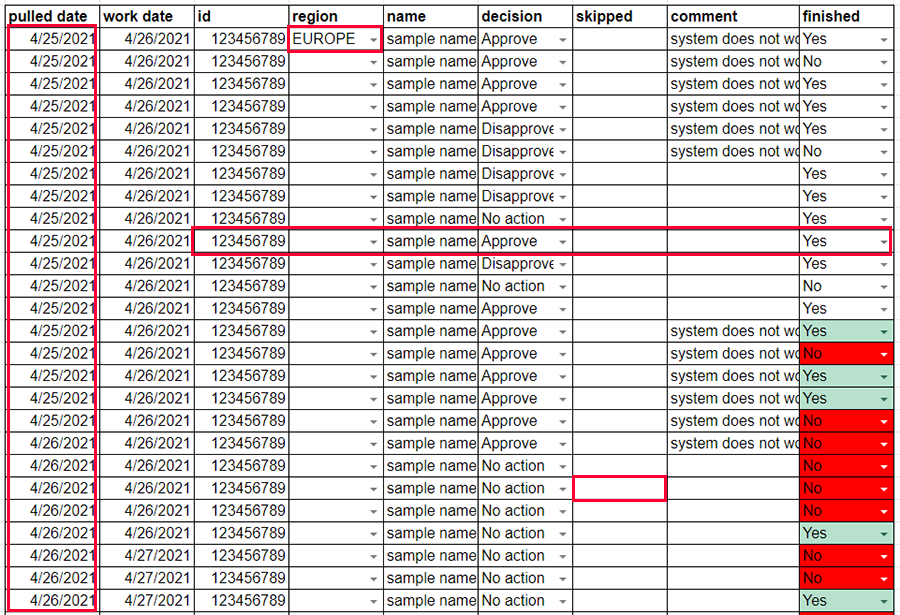 pulled date work date id region name decision skipped comment finished
4/25/2021 4/26/2021 123456789 EUROPE sample name Approve system does not wo Yes
4/25/2021 4/26/2021 123456789 sample name Approve system does not wo No
4/25/2021 4/26/2021 123456789 sample name Approve system does not wo Yes
4/25/2021 4/26/2021 123456789 sample name Approve system does not wo Yes
4/25/2021 4/26/2021 123456789 sample name Disapprove system does not wo Yes
4/25/2021 4/26/2021 123456789 sample name Disapprove system does not wo No
4/25/2021 4/26/2021 123456789 sample name Disapprove Yes
4/25/2021 4/26/2021 123456789 sample name Disapprove Yes
4/25/2021 4/26/2021 123456789 sample name No action Yes
4/25/2021 4/26/2021 123456789 sample name Approve Yes
4/25/2021 4/26/2021 123456789 sample name Disapprove Yes
4/25/2021 4/26/2021 123456789 sample name No action No
4/25/2021 4/26/2021 123456789 sample name Approve Yes
4/25/2021 4/26/2021 123456789 sample name Approve system does not wo Yes
4/25/2021 4/26/2021 123456789 sample name Approve system does not wo No
4/25/2021 4/26/2021 123456789 sample name Approve system does not wo Yes
4/25/2021 4/26/2021 123456789 sample name Approve system does not wo Yes
4/25/2021 4/26/2021 123456789 sample name Approve system does not wo No
4/26/2021 4/26/2021 123456789 sample name Approve system does not wo No
4/26/2021 4/26/2021 123456789 sample name No action No
4/26/2021 4/26/2021 123456789 sample name No action No
4/26/2021 4/26/2021 123456789 sample name No action No
4/26/2021 4/26/2021 123456789 sample name No action Yes
4/26/2021 4/27/2021 123456789 sample name No action No
4/26/2021 4/27/2021 123456789 sample name No action No
4/26/2021 4/27/2021 123456789 sample name No action Yes